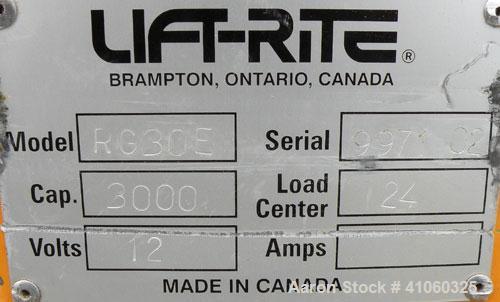 LIFT-RITE®
BRAMPTON, ONTARIO, CANADA
Model RG30E Serial
Cap. 3000 Load Center 24
Volts 12 Amps
MADE IN CANADA
Aaron Stock # 41060325